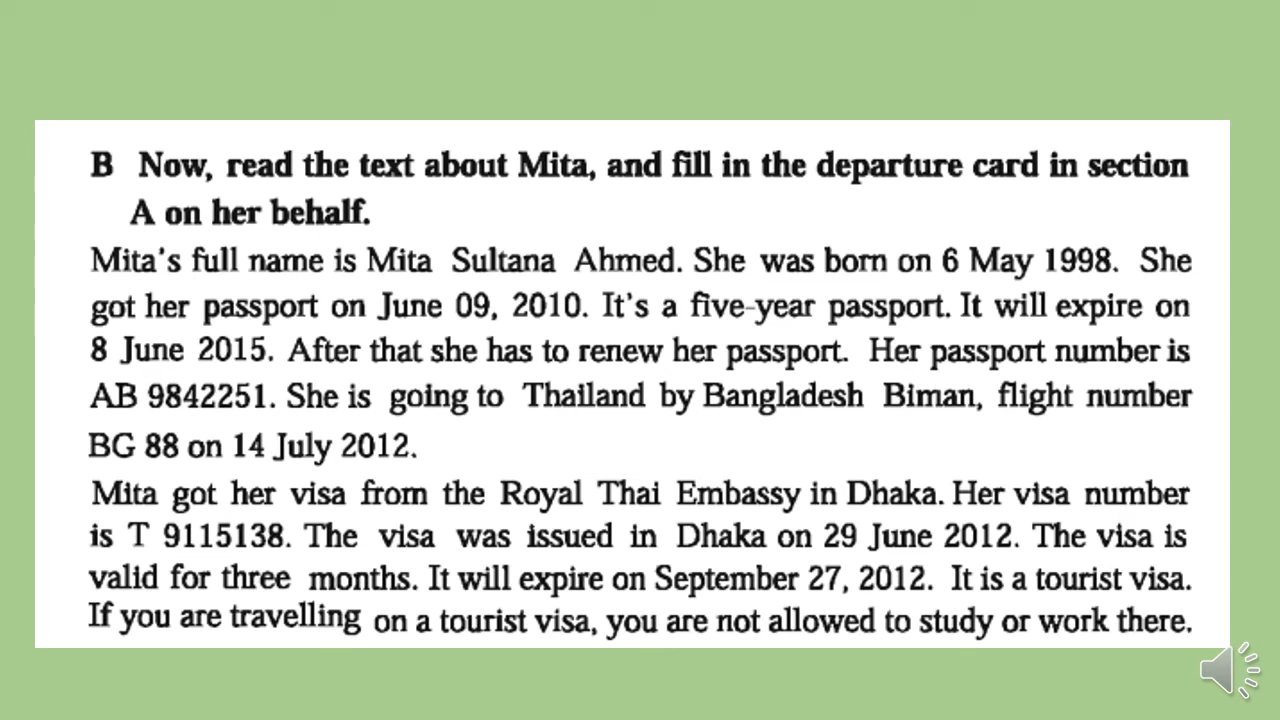 B Now, read the text about Mita, and fill in the departure card in section
A on her behalf.
Mita's full name is Mita Sultana Ahmed. She was born on 6 May 1998. She
got her passport on June 09, 2010. It's a five-year passport. It will expire on
8 June 2015. After that she has to renew her passport. Her passport number is
AB 9842251. She is going to Thailand by Bangladesh Biman, flight number
BG 88 on 14 July 2012.
Mita got her visa from the Royal Thai Embassy in Dhaka. Her visa number
is T 9115138. The visa was issued in Dhaka on 29 June 2012. The visa is
valid for three months. It will expire on September 27, 2012. It is a tourist visa.
If you are travelling on a tourist visa, you are not allowed to study or work there.